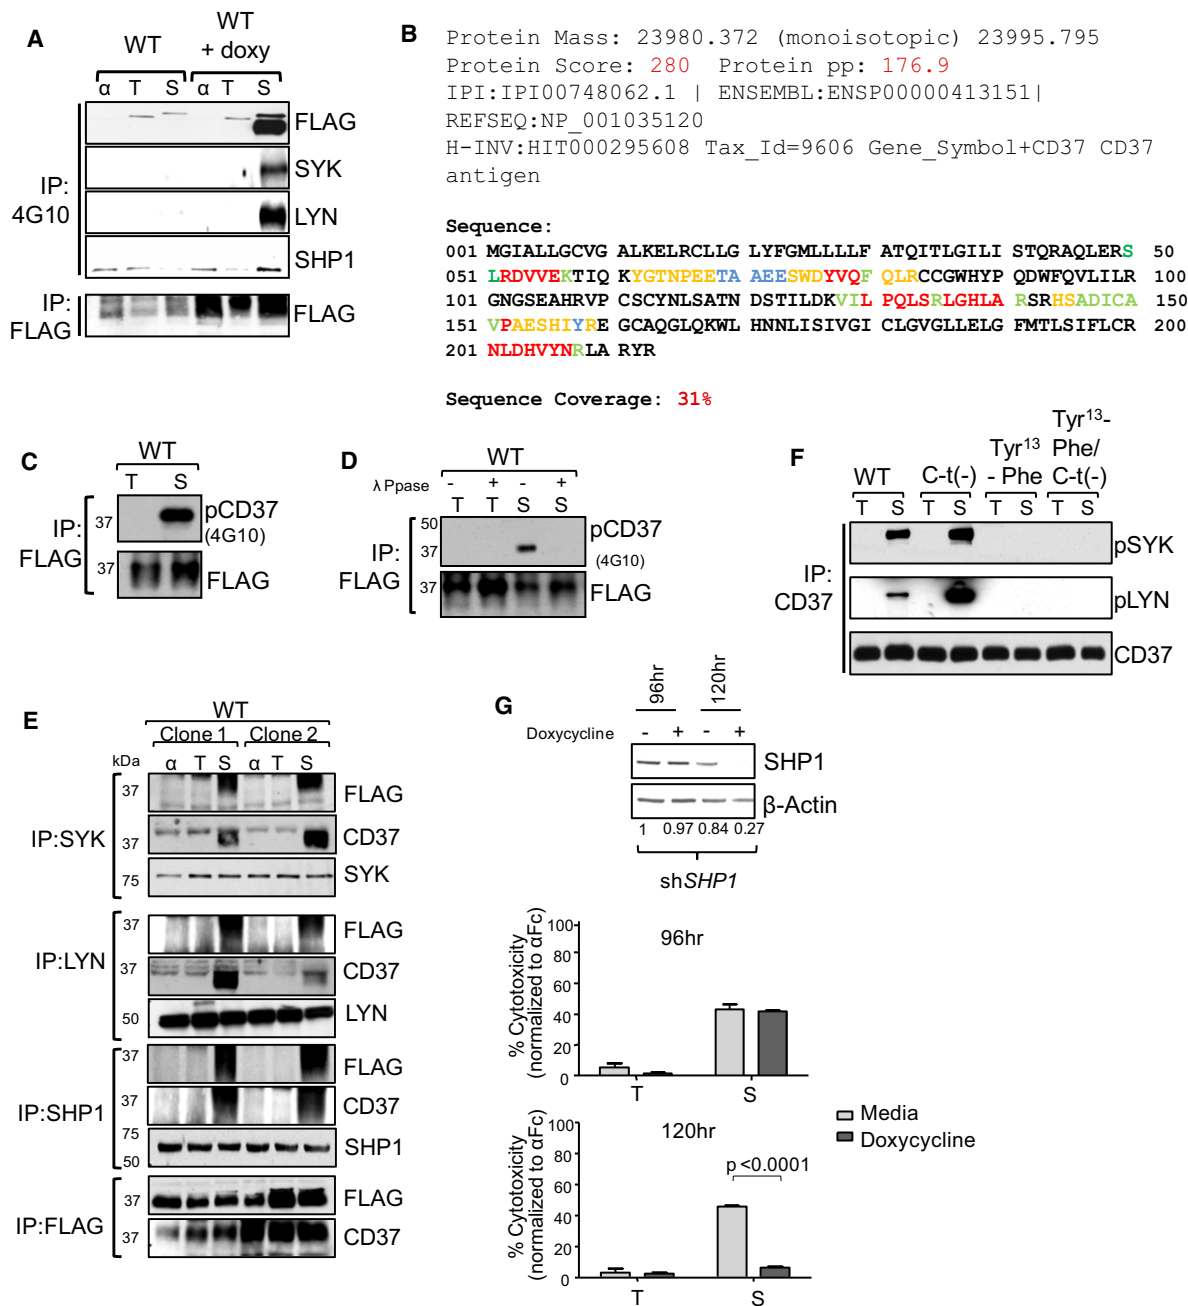 A
WT
WT
+ doxy
α T S α T S
FLAG
SYK
LYN
SHP1
IP:
4G10
IP:
FLAG
FLAG
B
Protein Mass: 23980.372 (monoisotopic) 23995.795
Protein Score: 280 Protein pp: 176.9
IPI:IPI00748062.1 | ENSEMBL:ENSP00000413151|
REFSEQ:NP_001035120
H-INV:HIT000295608 Tax_Id=9606 Gene_Symbol+CD37 CD37
antigen
Sequence:
001 MGIALLGCVG ALKELRCLLG LYFGMLLLLF ATQITLGILI STQRAQLERS 50
051 LRDVVEKTIQ KYGTNPEETA AEESWDYVQF QLRCCGWHYP QDWFQVLILR 100
101 GNGSEAHRVP CSCYNLSATN DSTILDKVIL PQLSRLGHLA RSRHSADICA 150
151 VPAESHIYRE GCAQGLQKWL HNNLISIVGI CLGVGLLELG FMTLSIFLCR 200
201 NLDHVYNRLA RYR
Sequence Coverage: 31%
C
WT
T S
37
pCD37
(4G10)
IP:
FLAG
37
FLAG
D
WT
λ Ppase - + - +
T T S S
50
37
pCD37
(4G10)
IP:
FLAG
37
FLAG
F
WT
C-t(-)
Tyr13
- Phe
Tyr13-
Phe/
C-t(-)
T S T S T S T S
pSYK
IP:
CD37
pLYN
CD37
E
WT
Clone 1 Clone 2
kDa
α T S α T S
37
FLAG
IP:SYK
37
CD37
75
SYK
37
FLAG
IP:LYN
37
CD37
50
LYN
37
FLAG
IP:SHP1
37
CD37
75
50
SHP1
IP:FLAG
37
FLAG
37
CD37
G
96hr
120hr
Doxycycline - + - +
SHP1
β-Actin
1 0.97 0.84 0.27
shSHP1
% Cytotoxicity
(normalized to αFc)
100
80
60
40
20
0
96hr
T S
Media
Doxycycline
% Cytotoxicity
(normalized to αFc)
100
80
60
40
20
0
120hr
p <0.0001
T S